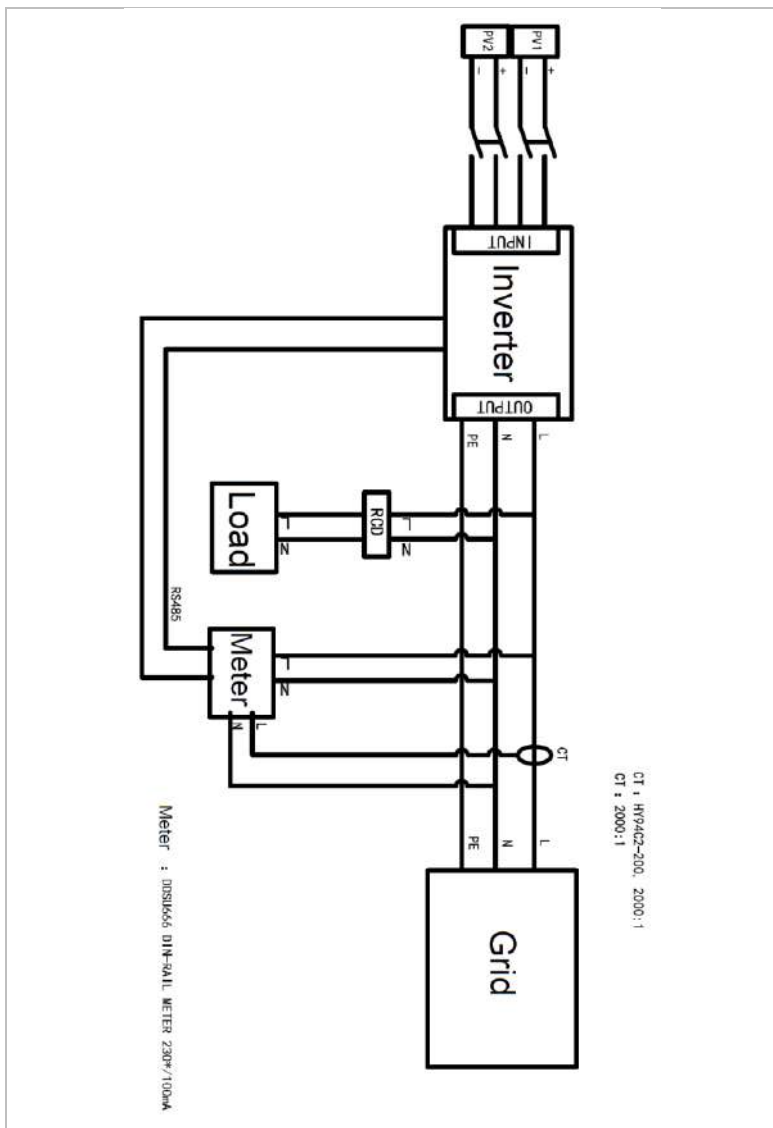 PV2
PV1
-
+
-
+
INPUT
Inverter
OUTPUT
PE
N
L
Load
L
N
RCD
L
N
RS485
Meter
L
N
N
L
CT
CT : HY94C2-200, 2000:1
CT : 2000:1
PE
N
L
Grid
Meter : DDSU666 DIN-RAIL METER 230*/100mA